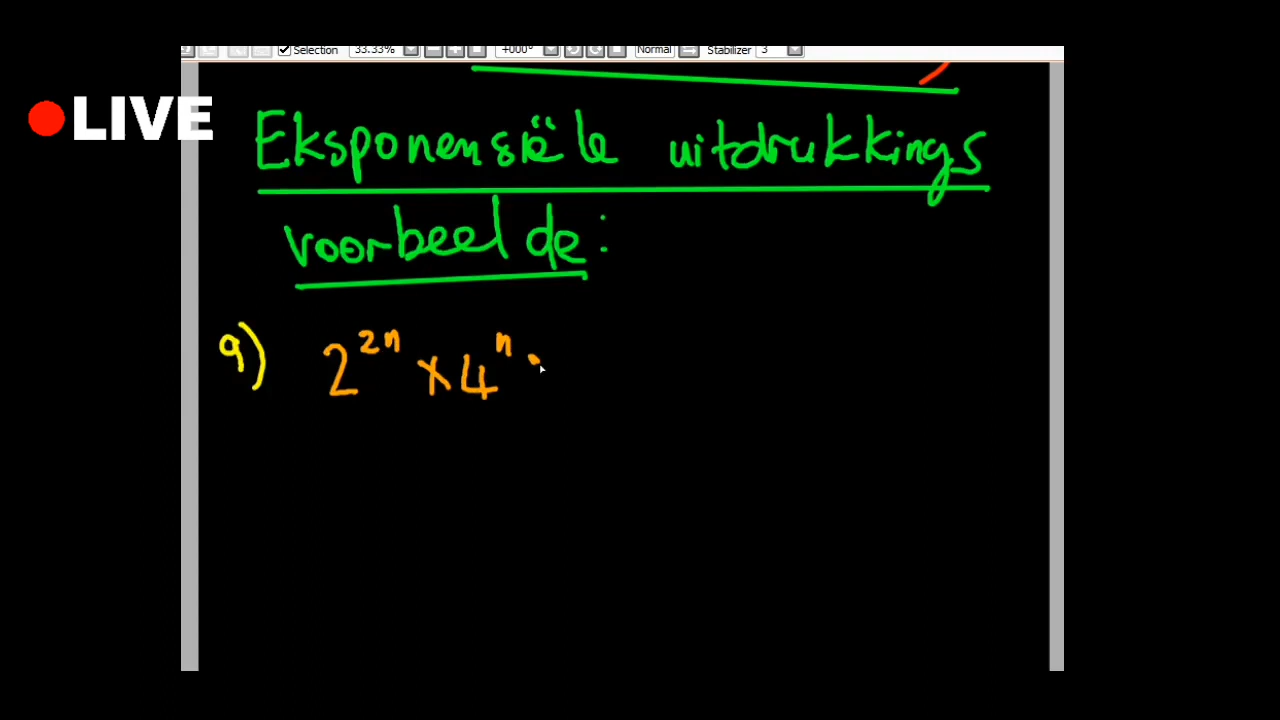 Selection 33.33% +000° Normal Stabilizer 3
LIVE
Eksponensiële uitdrukkings
voorbeelde:
9) 2^{2n} × 4^{n} ·